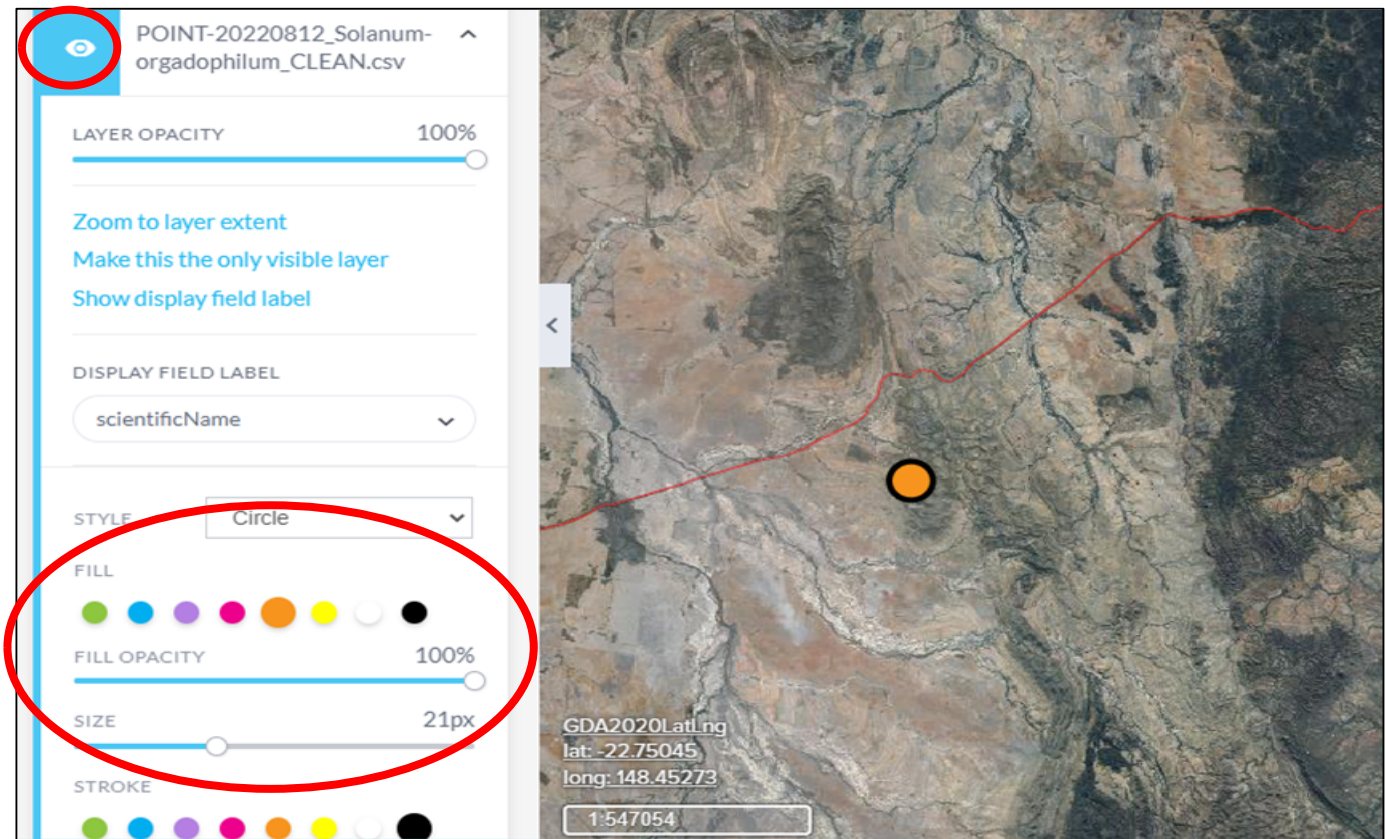 POINT-20220812_Solanum-
orgadophilum_CLEAN.csv
LAYER OPACITY 100%
Zoom to layer extent
Make this the only visible layer
Show display field label
DISPLAY FIELD LABEL
scientificName
STYLE Circle
FILL
FILL OPACITY 100%
SIZE 21px
STROKE
GDA2020LatLng
lat: -22.75045
long: 148.45273
1:547054